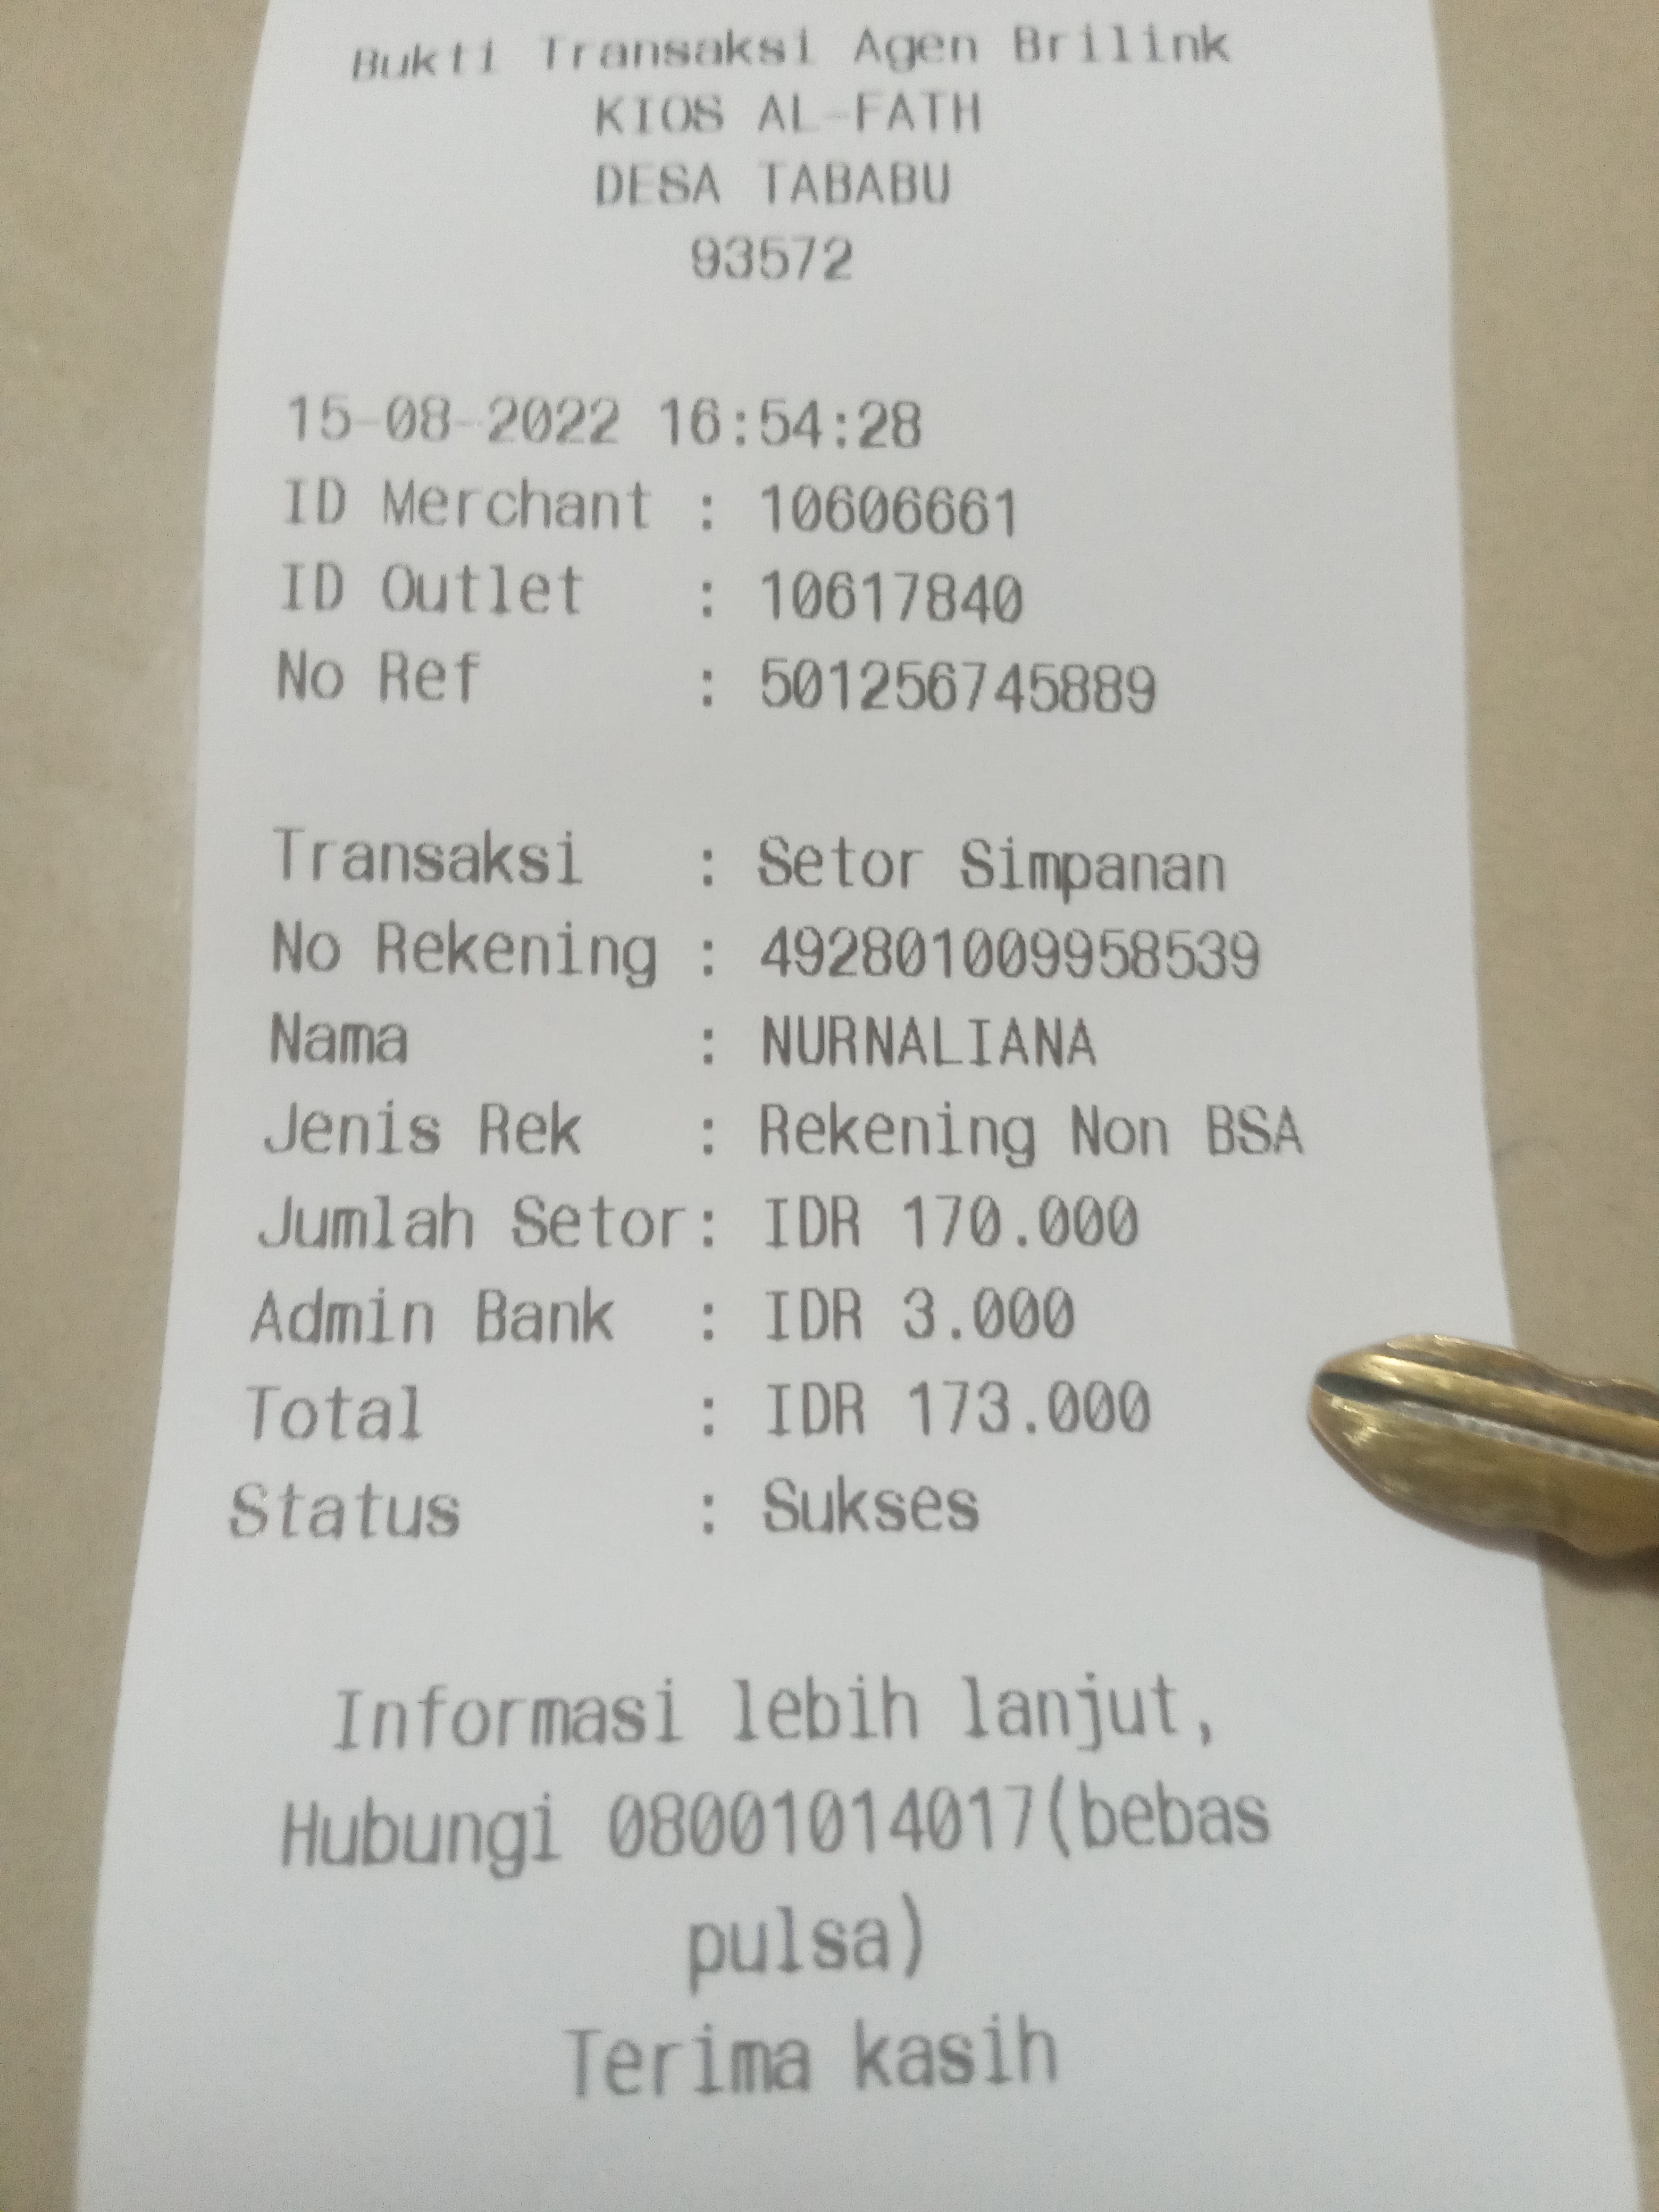 Bukti Transaksi Agen Brilink
KIOS AL-FATH
DESA TABABU
93572
15-08-2022 16:54:28
ID Merchant : 10606661
ID Outlet : 10617840
No Ref : 501256745889
Transaksi : Setor Simpanan
No Rekening : 492801009958539
Nama : NURNALIANA
Jenis Rek : Rekening Non BSA
Jumlah Setor: IDR 170.000
Admin Bank : IDR 3.000
Total : IDR 173.000
Status : Sukses
Informasi lebih lanjut,
Hubungi 08001014017(bebas
pulsa)
Terima kasih